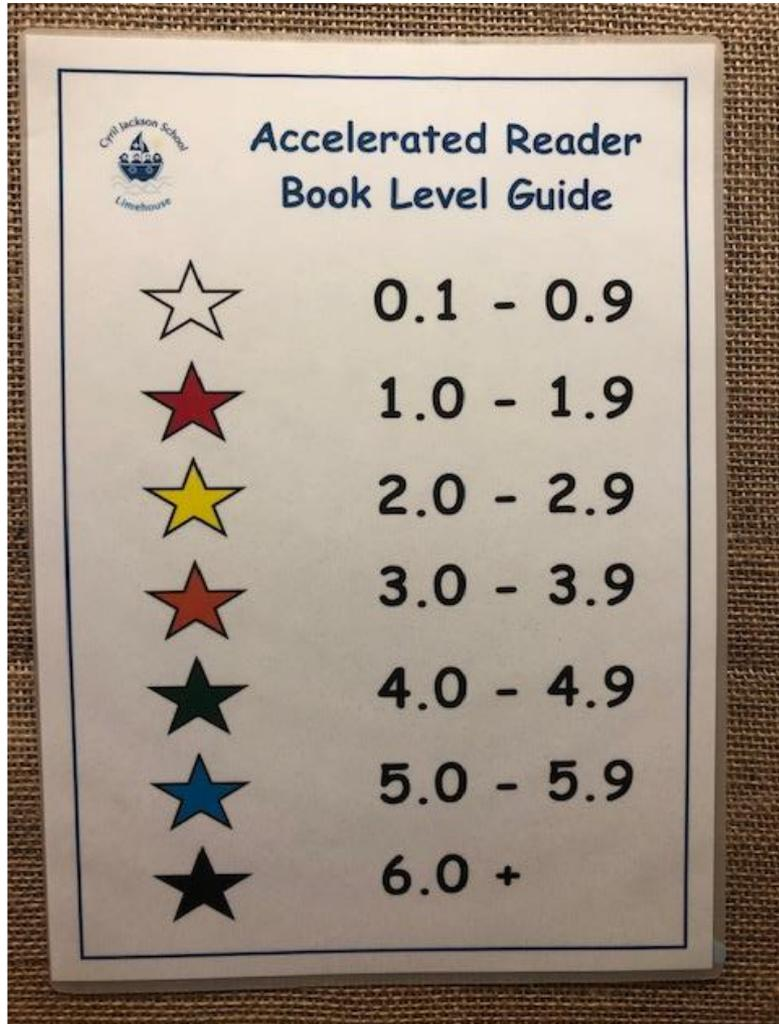 Cyril Jackson School
Limehouse
Accelerated Reader
Book Level Guide
0.1 - 0.9
1.0 - 1.9
2.0 - 2.9
3.0 - 3.9
4.0 - 4.9
5.0 - 5.9
6.0 +